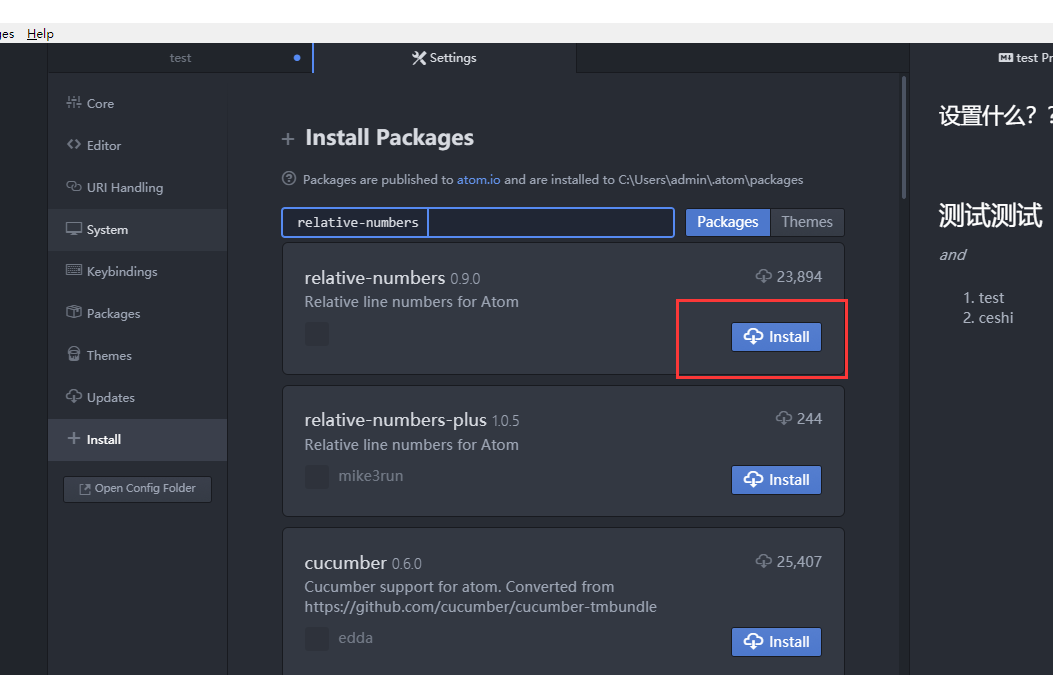 Help
test
Settings
test
Core
Editor
URI Handling
System
Keybindings
Packages
Themes
Updates
Install
Open Config Folder
Install Packages
Packages are published to atom.io and are installed to C:\Users\admin\.atom\packages
relative-numbers
Packages Themes
relative-numbers 0.9.0 23,894
Relative line numbers for Atom
Install
relative-numbers-plus 1.0.5 244
Relative line numbers for Atom
mike3run
Install
cucumber 0.6.0 25,407
Cucumber support for atom. Converted from
https://github.com/cucumber/cucumber-tmbundle
edda
Install
设置什么？？
测试测试
and
1. test
2. ceshi